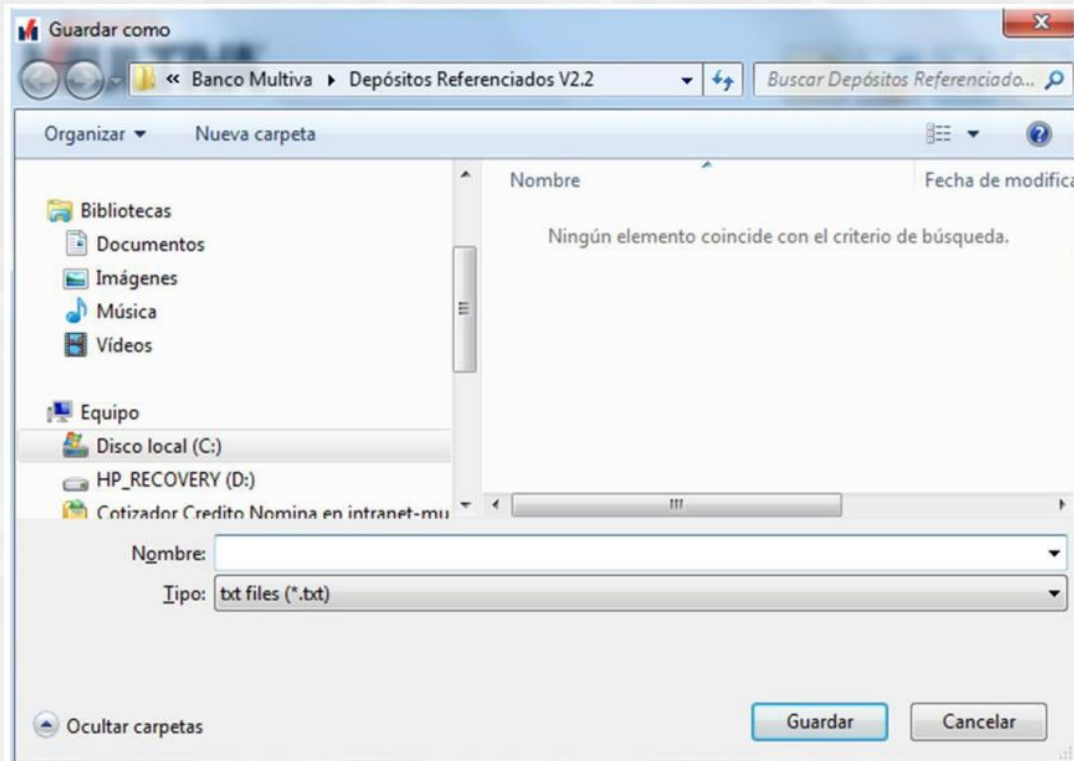 Guardar como
« Banco Multiva ▸ Depósitos Referenciados V2.2
Buscar Depósitos Referenciado...
Organizar
Nueva carpeta
Nombre
Fecha de modifica
Ningún elemento coincide con el criterio de búsqueda.
Bibliotecas
Documentos
Imágenes
Música
Vídeos
Equipo
Disco local (C:)
HP_RECOVERY (D:)
Cotizador Credito Nomina en intranet-mu
Nombre:
Tipo: txt files (*.txt)
Ocultar carpetas
Guardar
Cancelar